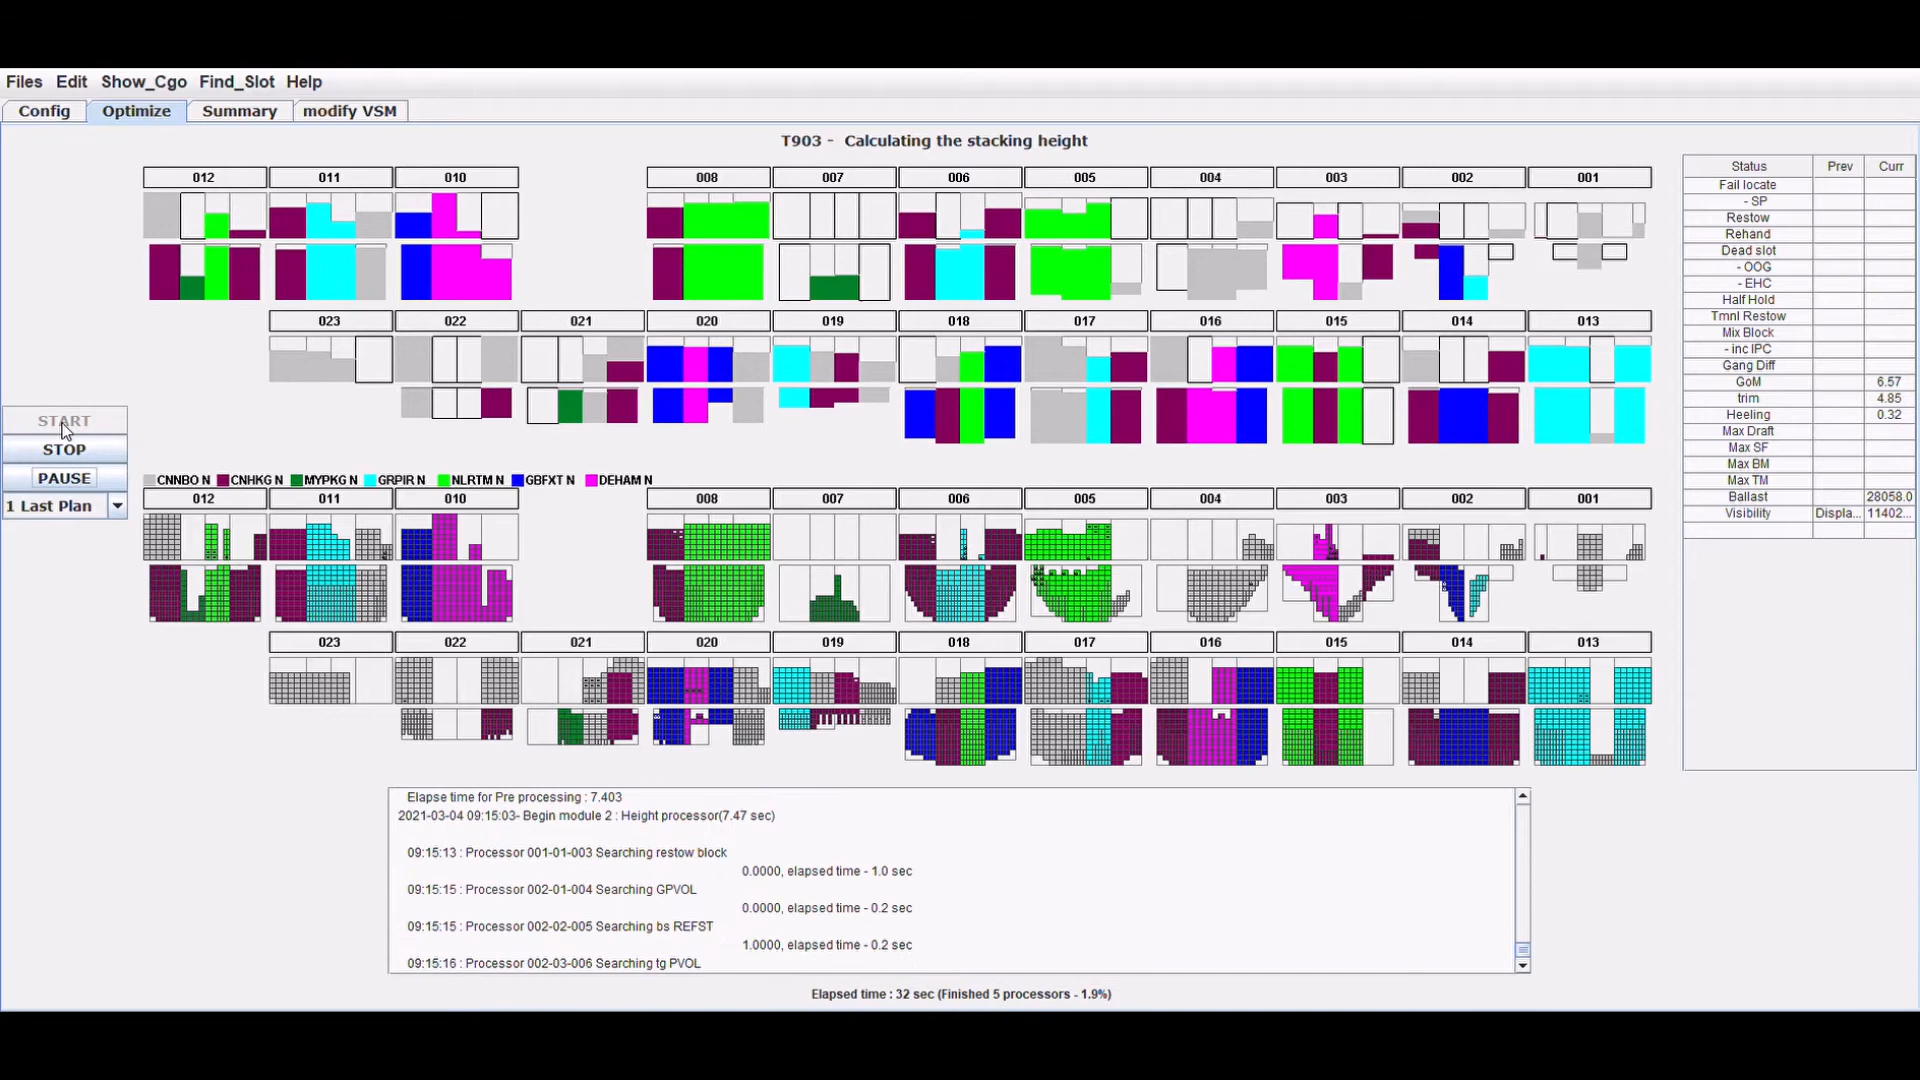 Files Edit Show_Cgo Find_Slot Help
Config Optimize Summary modify VSM
T903 - Calculating the stacking height
012 011 010 008 007 006 005 004 003 002 001
023 022 021 020 019 018 017 016 015 014 013
START
STOP
PAUSE
1 Last Plan
CNNBO N CNHKG N MYPKG N GRPIR N NLRTM N GBFXT N DEHAM N
012 011 010 008 007 006 005 004 003 002 001
023 022 021 020 019 018 017 016 015 014 013
Status Prev Curr
Fail locate
- SP
Restow
Rehand
Dead slot
- OOG
- EHC
Half Hold
Tmnl Restow
Mix Block
- inc IPC
Gang Diff
GoM 6.57
trim 4.85
Heeling 0.32
Max Draft
Max SF
Max BM
Max TM
Ballast 28058.0
Visibility Displa... 11402...
Elapse time for Pre processing : 7.403
2021-03-04 09:15:03- Begin module 2 : Height processor(7.47 sec)
09:15:13 : Processor 001-01-003 Searching restow block
0.0000, elapsed time - 1.0 sec
09:15:15 : Processor 002-01-004 Searching GPVOL
0.0000, elapsed time - 0.2 sec
09:15:15 : Processor 002-02-005 Searching bs REFST
1.0000, elapsed time - 0.2 sec
09:15:16 : Processor 002-03-006 Searching tg PVOL
Elapsed time : 32 sec (Finished 5 processors - 1.9%)